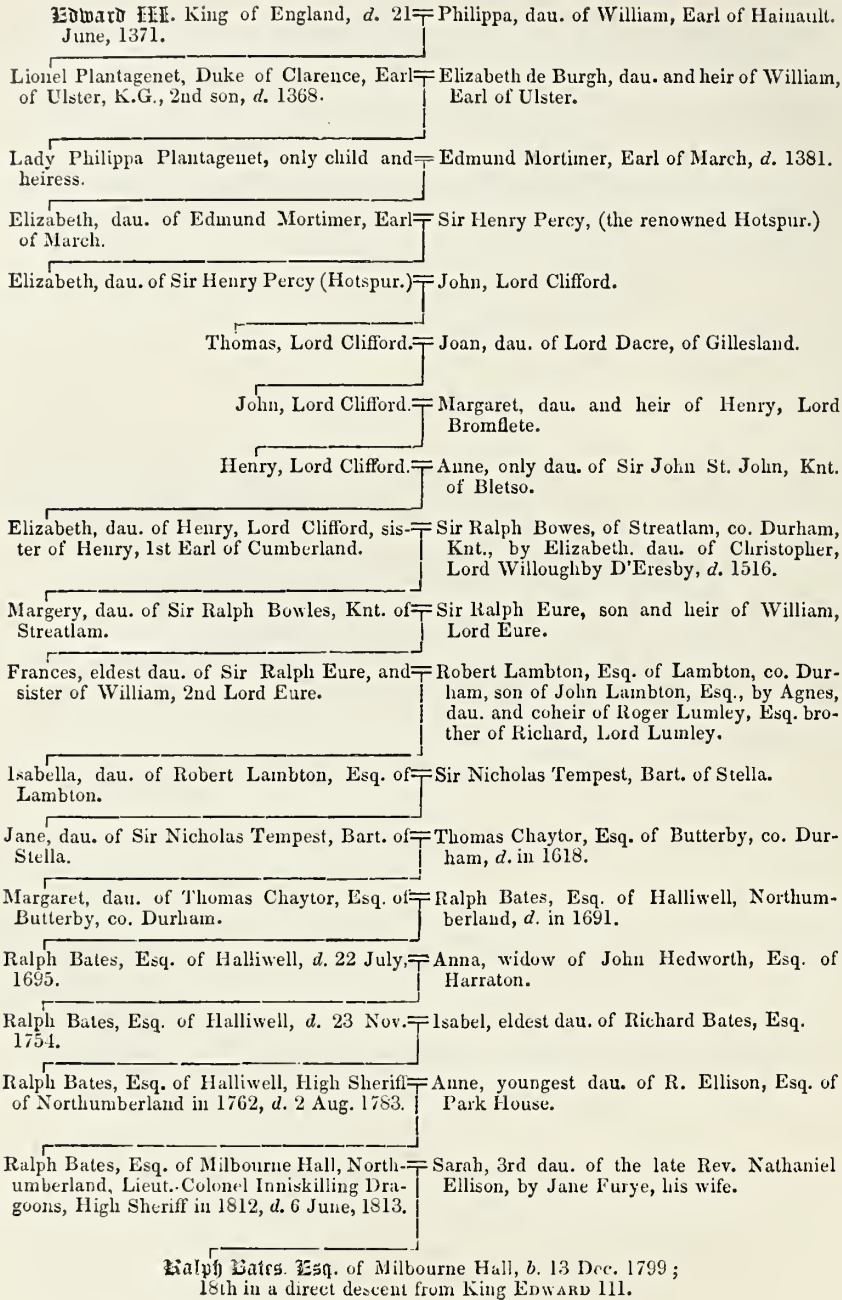 Edward III. King of England, d. 21
June, 1371.
Philippa, dau. of William, Earl of Hainault.
Lionel Plantagenet, Duke of Clarence, Earl
of Ulster, K.G., 2nd son, d. 1368.
Elizabeth de Burgh, dau. and heir of William,
Earl of Ulster.
Lady Philippa Plantagenet, only child and
heiress.
Edmund Mortimer, Earl of March, d. 1381.
Elizabeth, dau. of Edmund Mortimer, Earl
of March.
Sir Henry Percy, (the renowned Hotspur.)
Elizabeth, dau. of Sir Henry Percy (Hotspur.)
John, Lord Clifford.
Thomas, Lord Clifford.
Joan, dau. of Lord Dacre, of Gillesland.
John, Lord Clifford.
Margaret, dau. and heir of Henry, Lord
Bromflete.
Henry, Lord Clifford.
Anne, only dau. of Sir John St. John, Knt.
of Bletso.
Elizabeth, dau. of Henry, Lord Clifford, sis-
ter of Henry, 1st Earl of Cumberland.
Sir Ralph Bowes, of Streatlam, co. Durham,
Knt., by Elizabeth. dau. of Christopher,
Lord Willoughby D'Eresby, d. 1516.
Margery, dau. of Sir Ralph Bowles, Knt. of
Streatlam.
Sir Ralph Eure, son and heir of William,
Lord Eure.
Frances, eldest dau. of Sir Ralph Eure, and
sister of William, 2nd Lord Eure.
Robert Lambton, Esq. of Lambton, co. Dur-
ham, son of John Lambton, Esq., by Agnes,
dau. and coheir of Roger Lumley, Esq. bro-
ther of Richard, Lord Lumley.
Isabella, dau. of Robert Lambton, Esq. of
Lambton.
Sir Nicholas Tempest, Bart. of Stella.
Jane, dau. of Sir Nicholas Tempest, Bart. of
Stella.
Thomas Chaytor, Esq. of Butterby, co. Dur-
ham, d. in 1618.
Margaret, dau. of Thomas Chaytor, Esq. of
Butterby, co. Durham.
Ralph Bates, Esq. of Halliwell, Northum-
berland, d. in 1691.
Ralph Bates, Esq. of Halliwell, d. 22 July,
1695.
Anna, widow of John Hedworth, Esq. of
Harraton.
Ralph Bates, Esq. of Halliwell, d. 23 Nov.
1754.
Isabel, eldest dau. of Richard Bates, Esq.
Ralph Bates, Esq. of Halliwell, High Sheriff
of Northumberland in 1762, d. 2 Aug. 1783.
Anne, youngest dau. of R. Ellison, Esq. of
Park House.
Ralph Bates, Esq. of Milbourne Hall, North-
umberland, Lieut.-Colonel Inniskilling Dra-
goons, High Sheriff in 1812, d. 6 June, 1813.
Sarah, 3rd dau. of the late Rev. Nathaniel
Ellison, by Jane Furye, his wife.
Ralph Bates. Esq. of Milbourne Hall, b. 13 Dec. 1799;
18th in a direct descent from King EDWARD III.